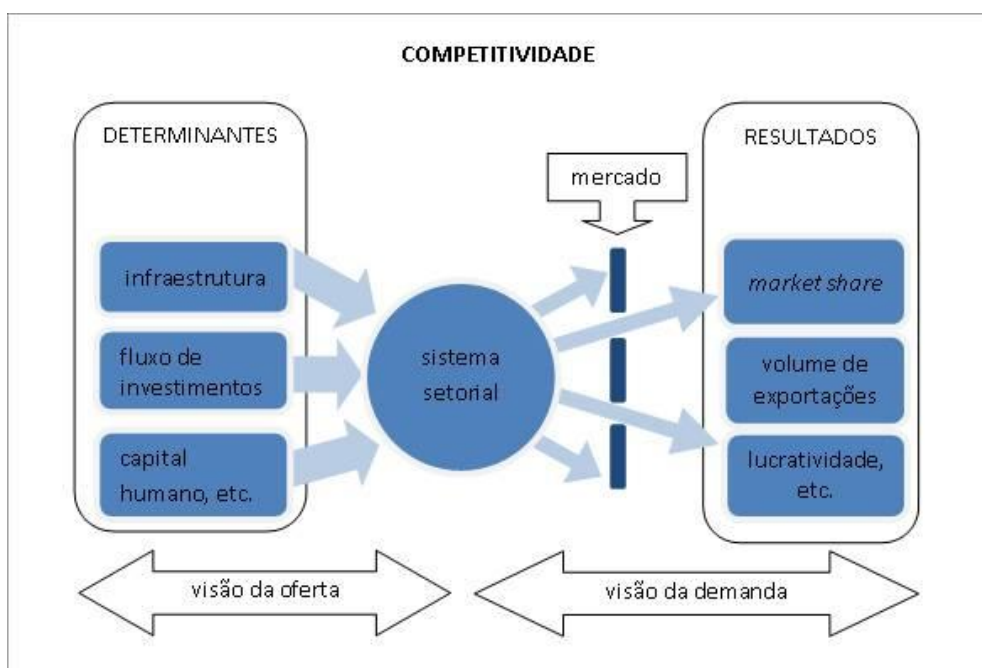 COMPETITIVIDADE
DETERMINANTES
infraestrutura
fluxo de
investimentos
capital
humano, etc.
sistema
setorial
mercado
RESULTADOS
market share
volume de
exportações
lucratividade,
etc.
visão da oferta
visão da demanda